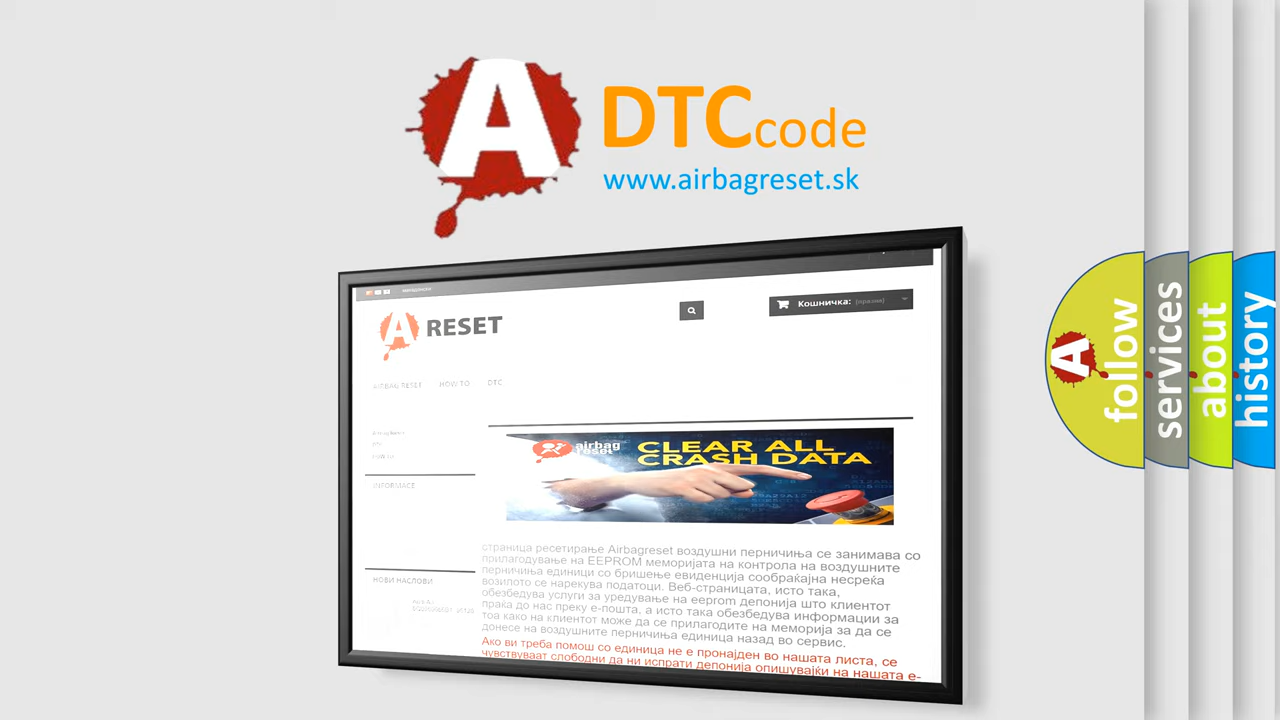 A DTC code
www.airbagreset.sk
A RESET
Кошничка: (празна)
AIRBAG RESET HOW TO DTC
INFORMACE
airbag
reset
CLEAR ALL
CRASH DATA
страница ресетирање Airbagreset воздушни перничиња се занимава со
прилагодување на EEPROM меморијата на контрола на воздушните
перничиња единици со бришење евиденција сообраќајна несреќа
возилото се нарекува податоци. Веб-страницата, исто така,
обезбедува услуги за уредување на eeprom депонија што клиентот
праќа до нас преку е-пошта, а исто така обезбедува информации за
тоа како на клиентот може да се прилагодите на меморија за да се
донесе на воздушните перничиња единица назад во сервис.
Ако ви треба помош со единица не е пронајден во нашата листа, се
чувствуваат слободни да ни испрати депонија опишувајќи на нашата е-
НОВИ НАСЛОВИ
A follow
services
about
history